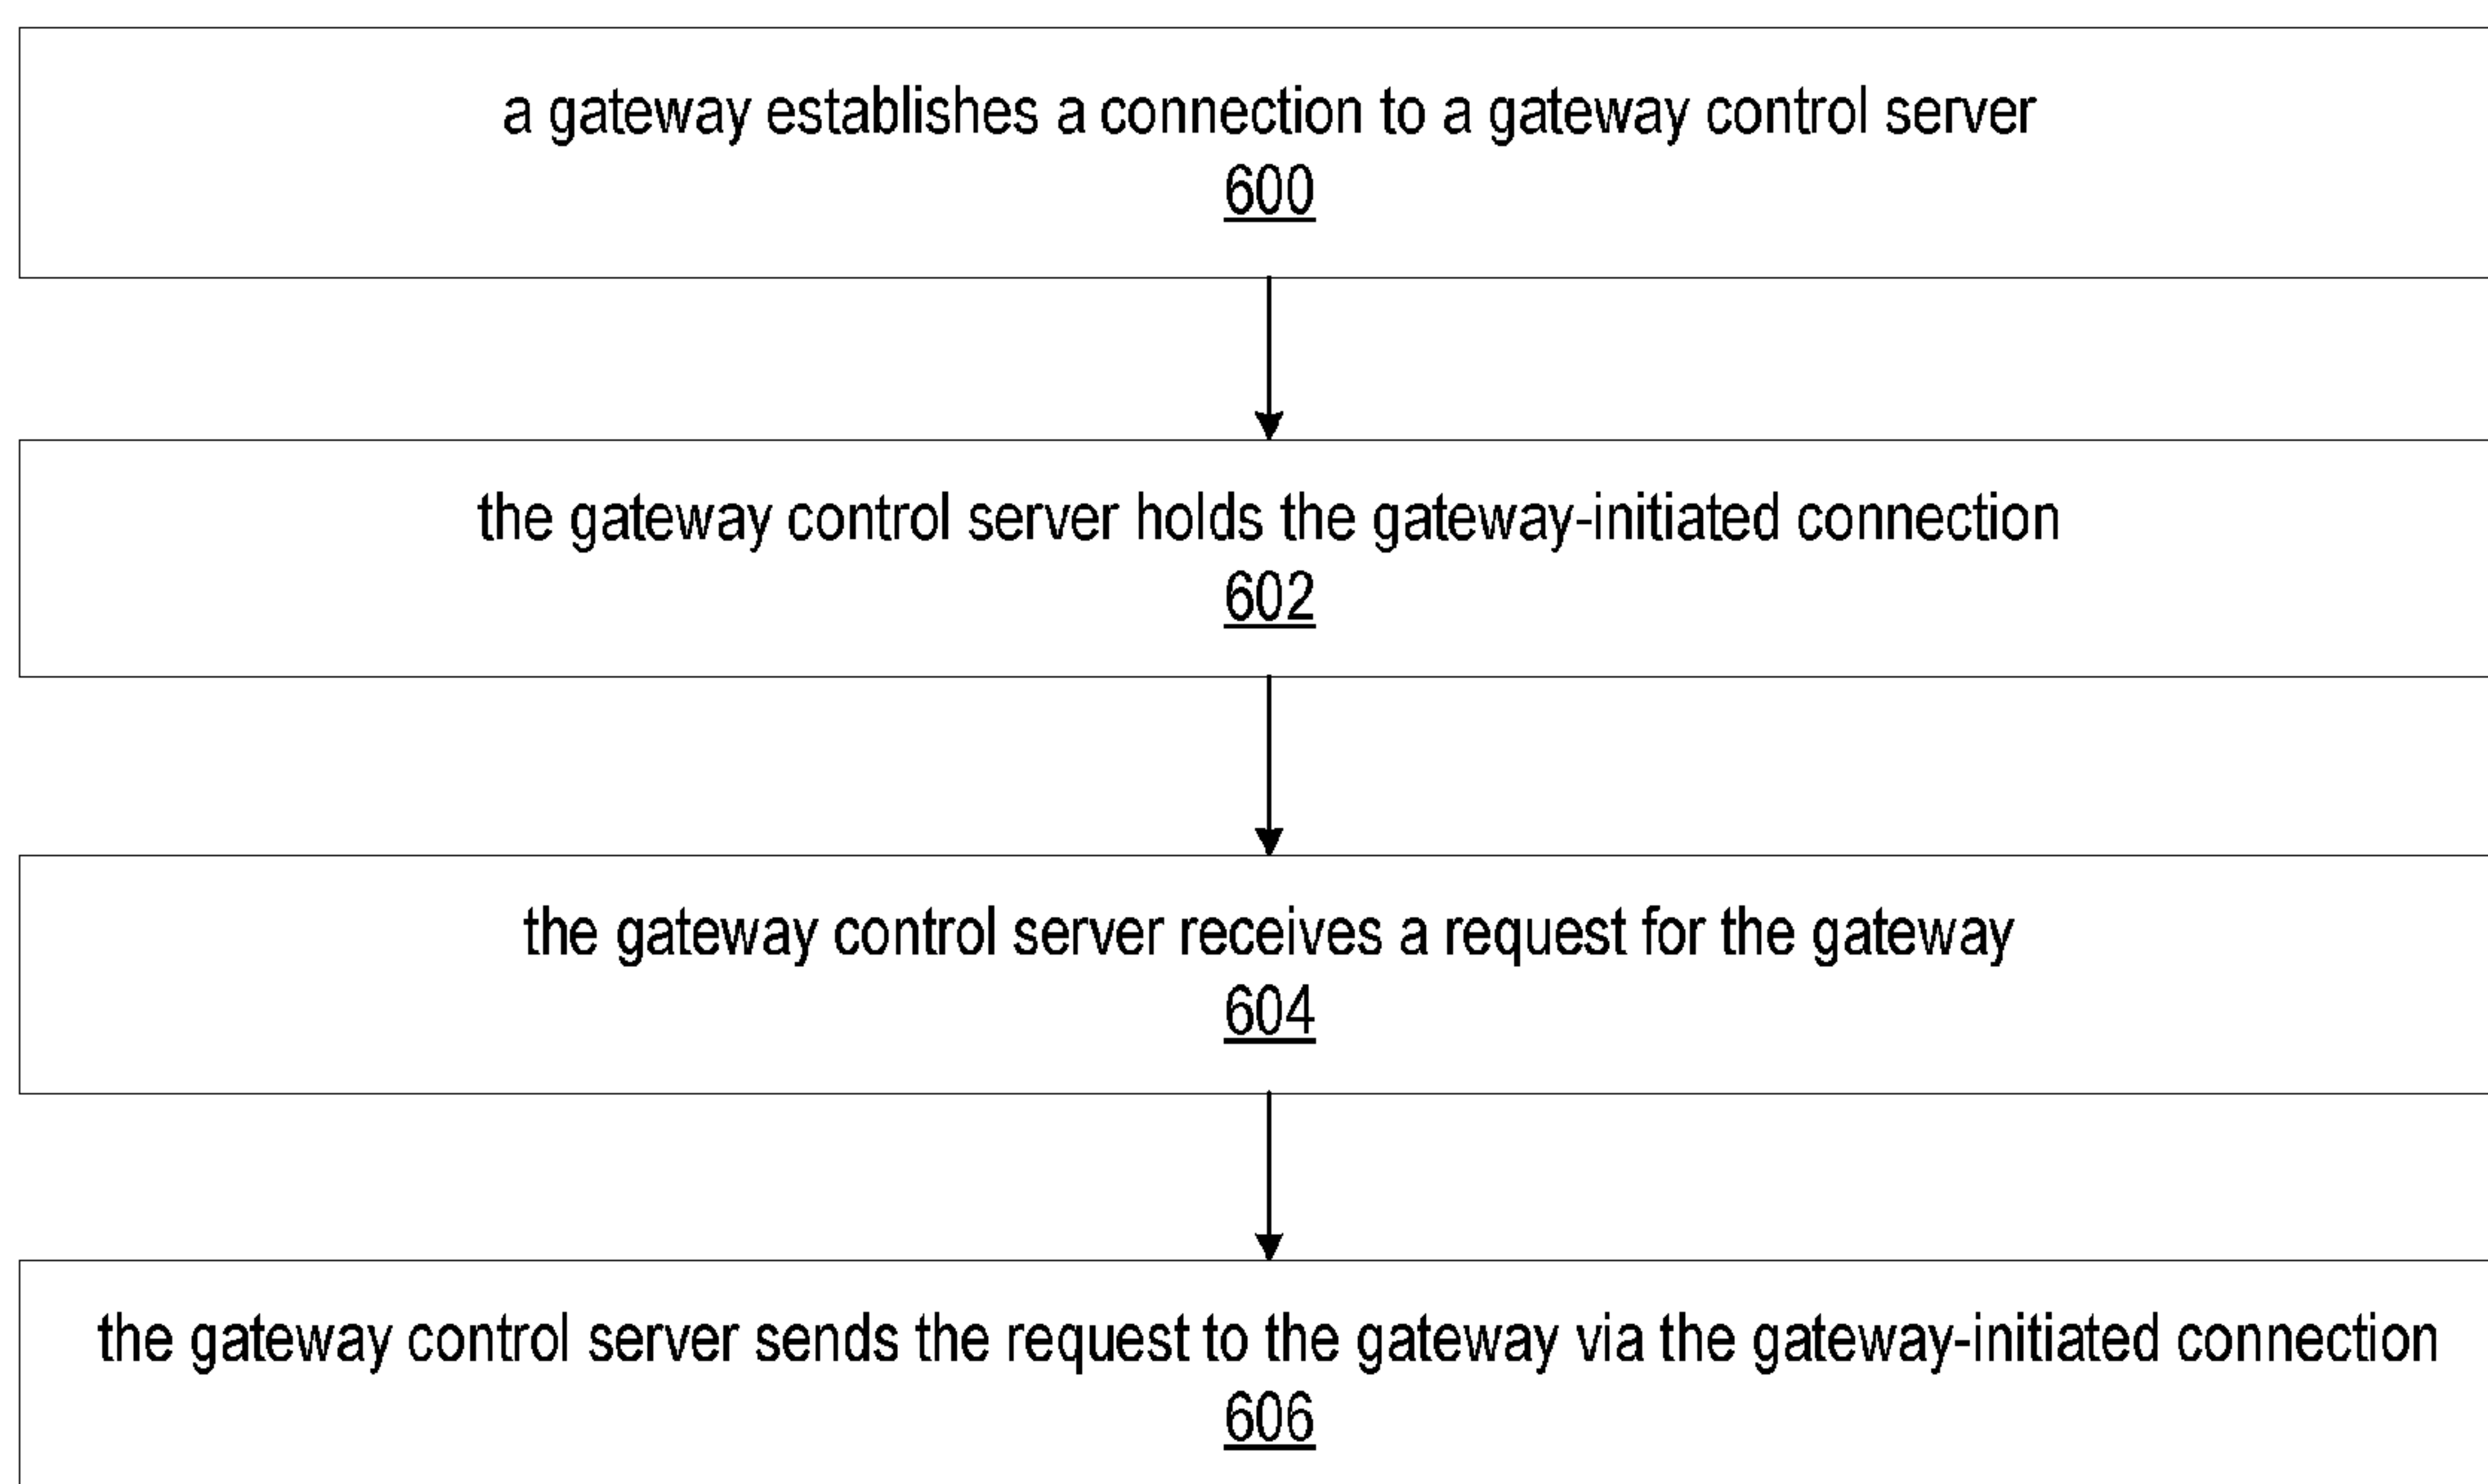 a gateway establishes a connection to a gateway control server
600
the gateway control server holds the gateway-initiated connection
602
the gateway control server receives a request for the gateway
604
the gateway control server sends the request to the gateway via the gateway-initiated connection
606